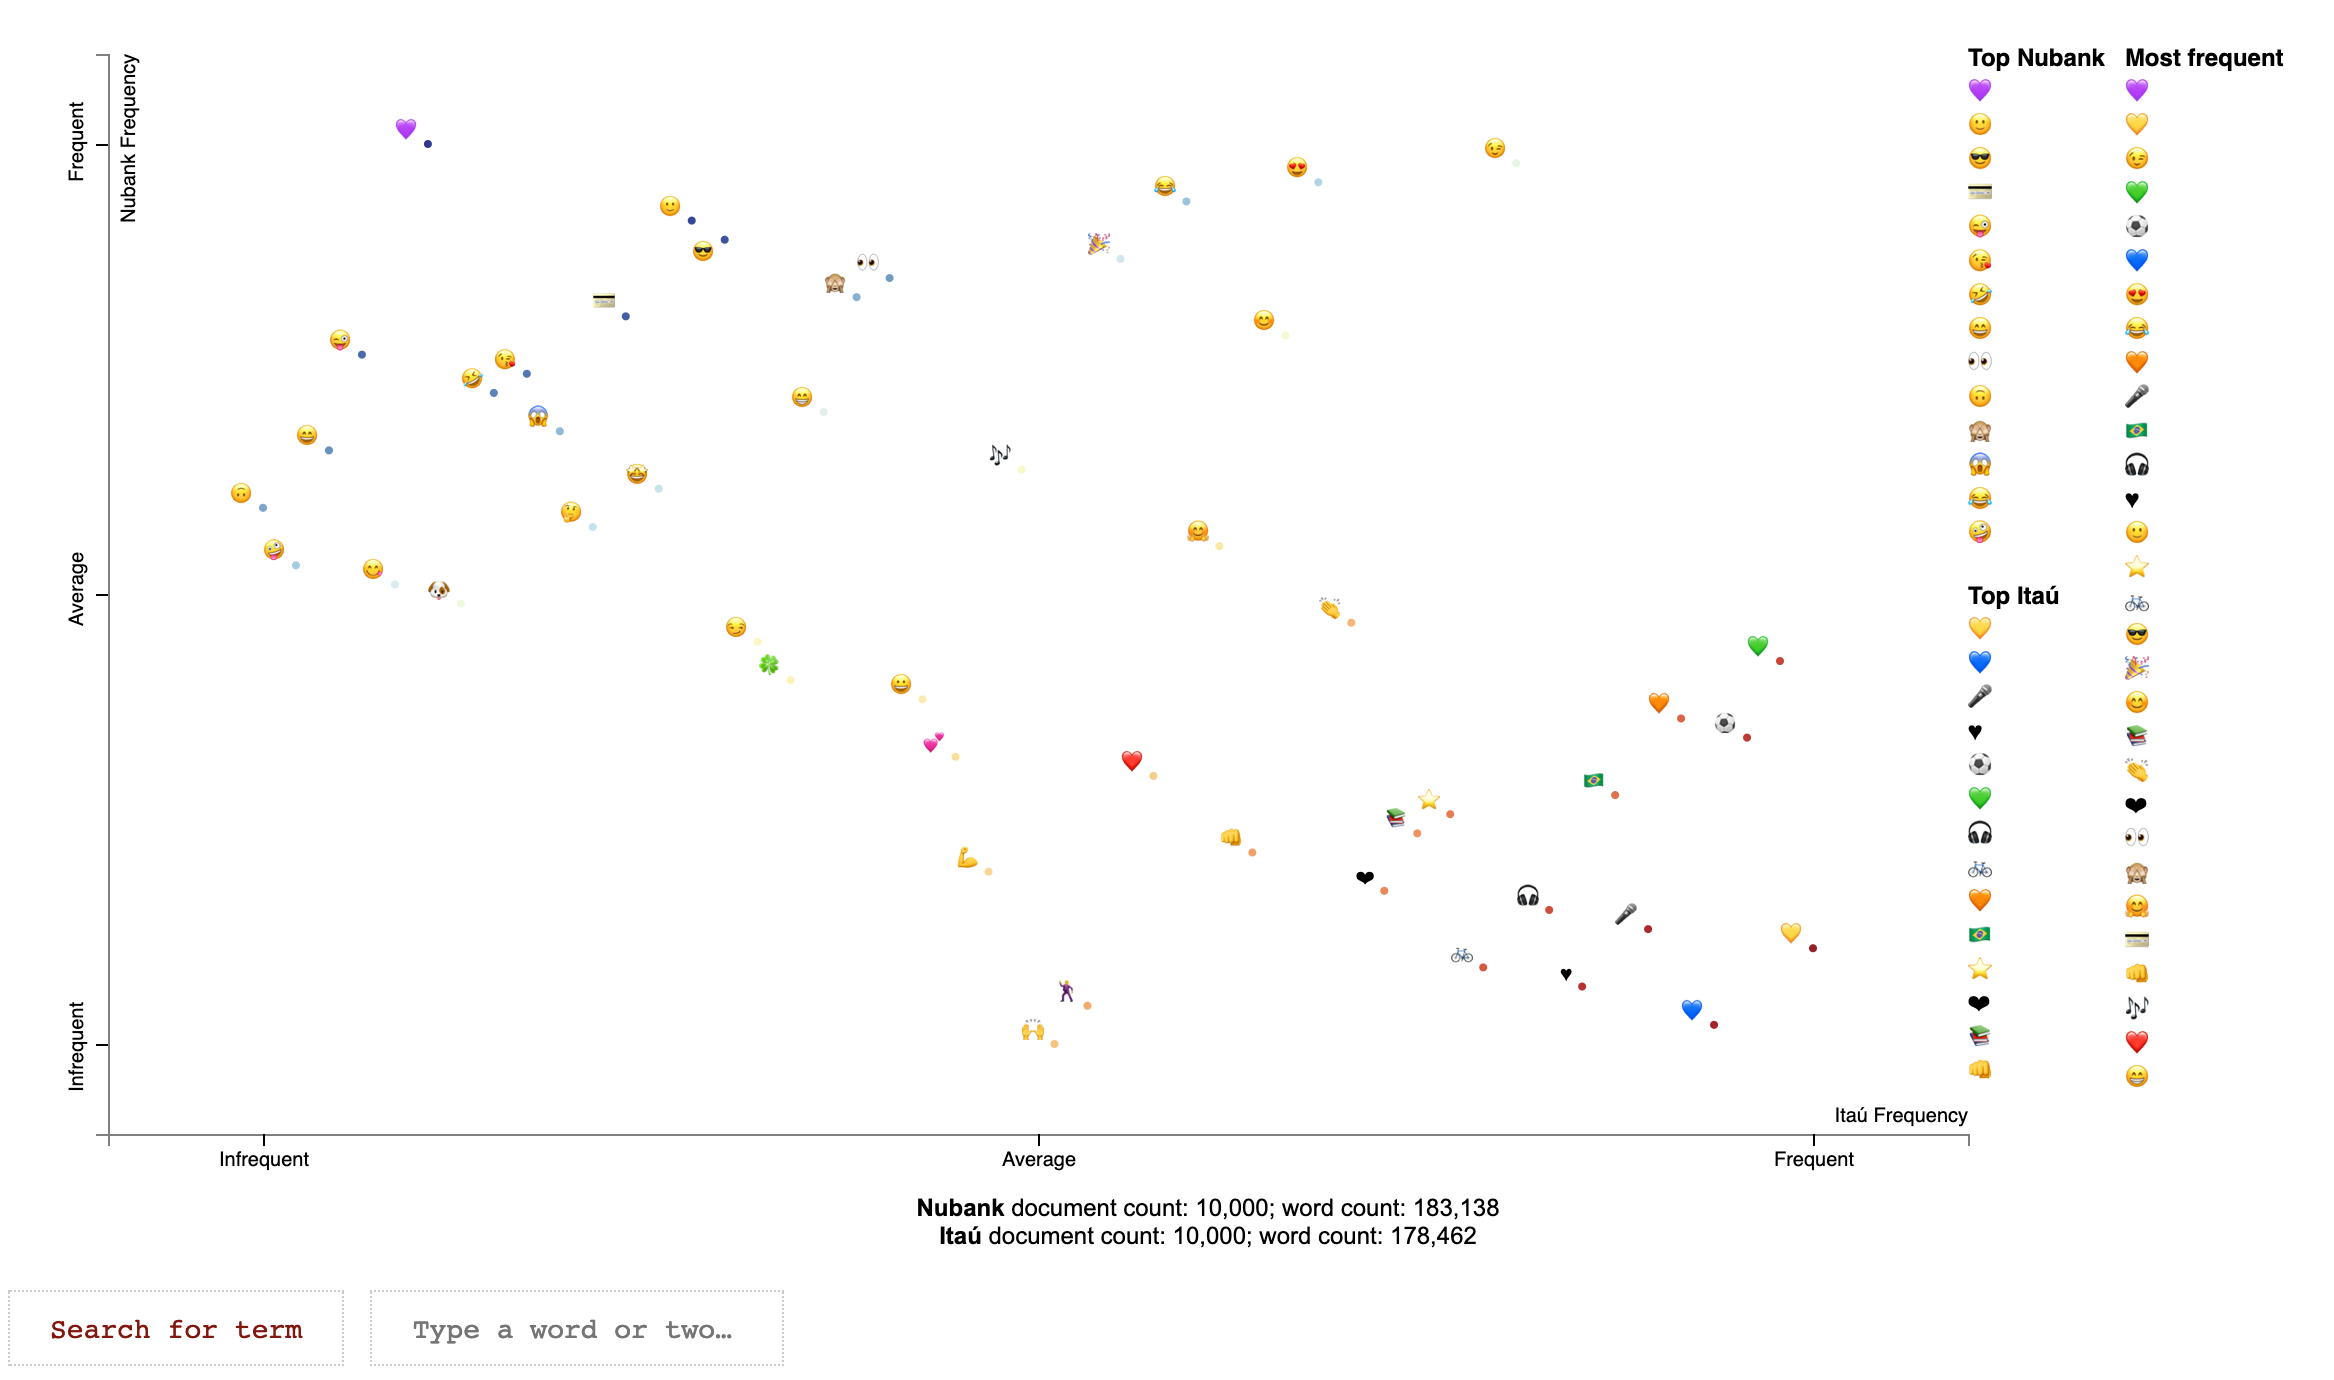 Nubank Frequency
Frequent
Average
Infrequent
Top Nubank
Most frequent
Top Itaú
Itaú Frequency
Infrequent
Average
Frequent
Nubank document count: 10,000; word count: 183,138
Itaú document count: 10,000; word count: 178,462
Search for term
Type a word or two…